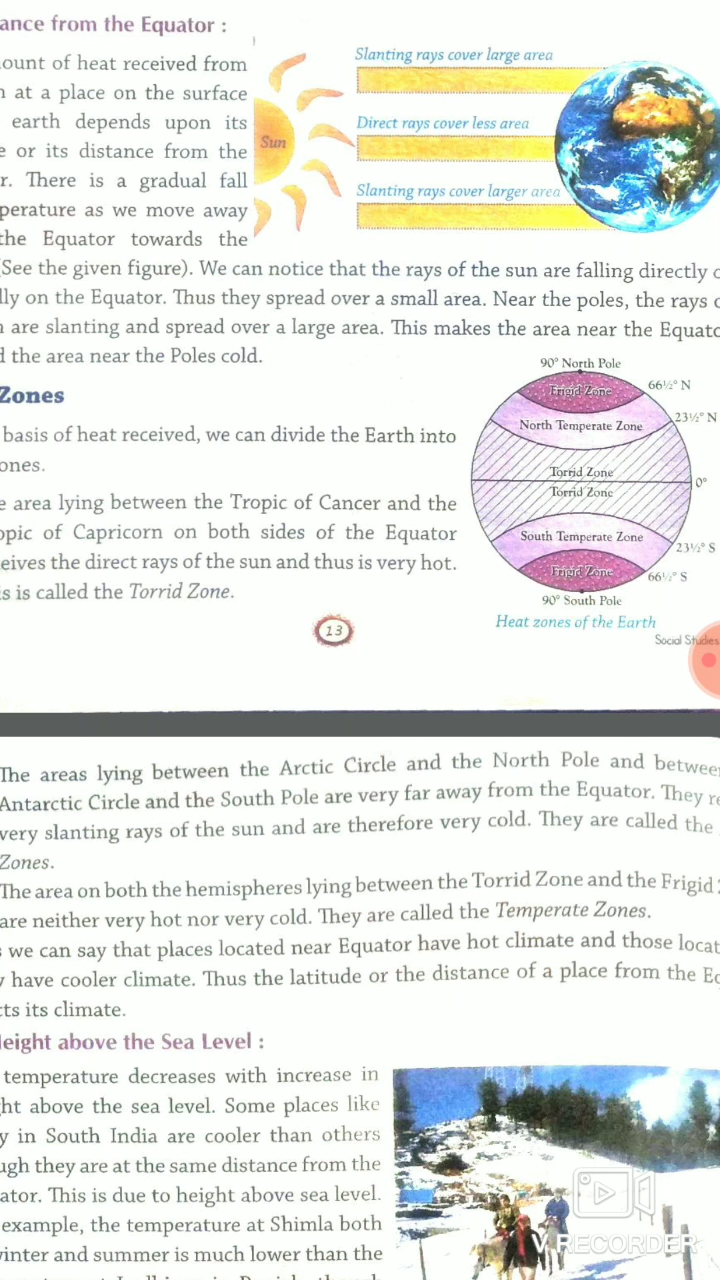 ance from the Equator :
ount of heat received from
at a place on the surface
earth depends upon its
or its distance from the
r. There is a gradual fall
perature as we move away
the Equator towards the
(See the given figure). We can notice that the rays of the sun are falling directly
lly on the Equator. Thus they spread over a small area. Near the poles, the rays
are slanting and spread over a large area. This makes the area near the Equato
the area near the Poles cold.
Slanting rays cover large area
Sun
Direct rays cover less area
Slanting rays cover larger area
Zones
basis of heat received, we can divide the Earth into
ones.
e area lying between the Tropic of Cancer and the
opic of Capricorn on both sides of the Equator
eives the direct rays of the sun and thus is very hot.
s is called the Torrid Zone.
90° North Pole
Frigid Zone
66½° N
23½° N
North Temperate Zone
Torrid Zone
0°
Torrid Zone
South Temperate Zone
23½° S
Frigid Zone
66½° S
90° South Pole
Heat zones of the Earth
13
Social Studies
The areas lying between the Arctic Circle and the North Pole and between
Antarctic Circle and the South Pole are very far away from the Equator. They re
very slanting rays of the sun and are therefore very cold. They are called the
Zones.
The area on both the hemispheres lying between the Torrid Zone and the Frigid
are neither very hot nor very cold. They are called the Temperate Zones.
we can say that places located near Equator have hot climate and those locat
have cooler climate. Thus the latitude or the distance of a place from the Eq
cts its climate.
eight above the Sea Level :
temperature decreases with increase in
ht above the sea level. Some places like
y in South India are cooler than others
ugh they are at the same distance from the
ator. This is due to height above sea level.
example, the temperature at Shimla both
winter and summer is much lower than the
V RECORDER